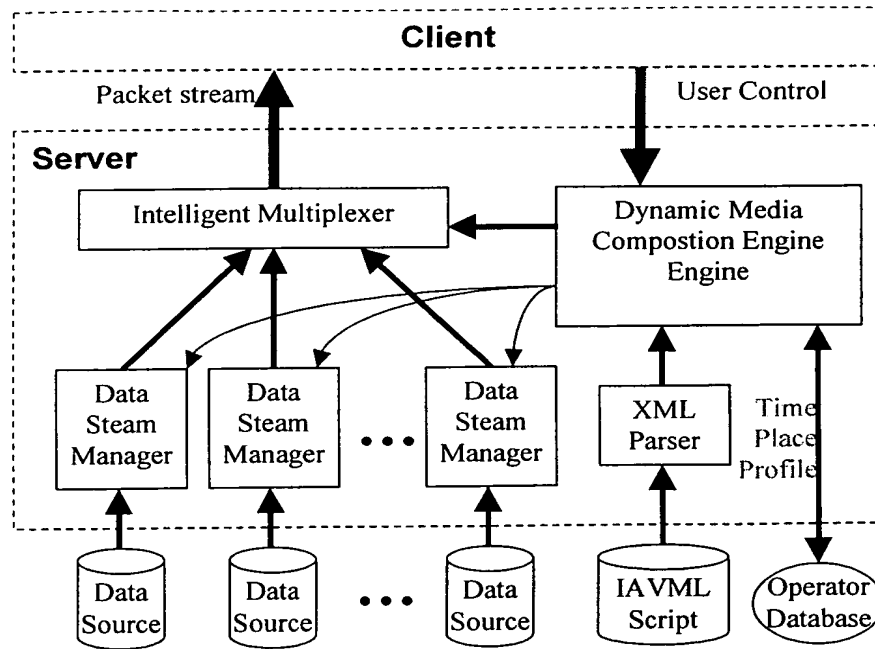 Client
Packet stream
User Control
Server
Intelligent Multiplexer
Dynamic Media
Compostion Engine
Engine
Data
Steam
Manager
Data
Steam
Manager
Data
Steam
Manager
XML
Parser
Time
Place
Profile
Data
Source
Data
Source
Data
Source
IAVML
Script
Operator
Database